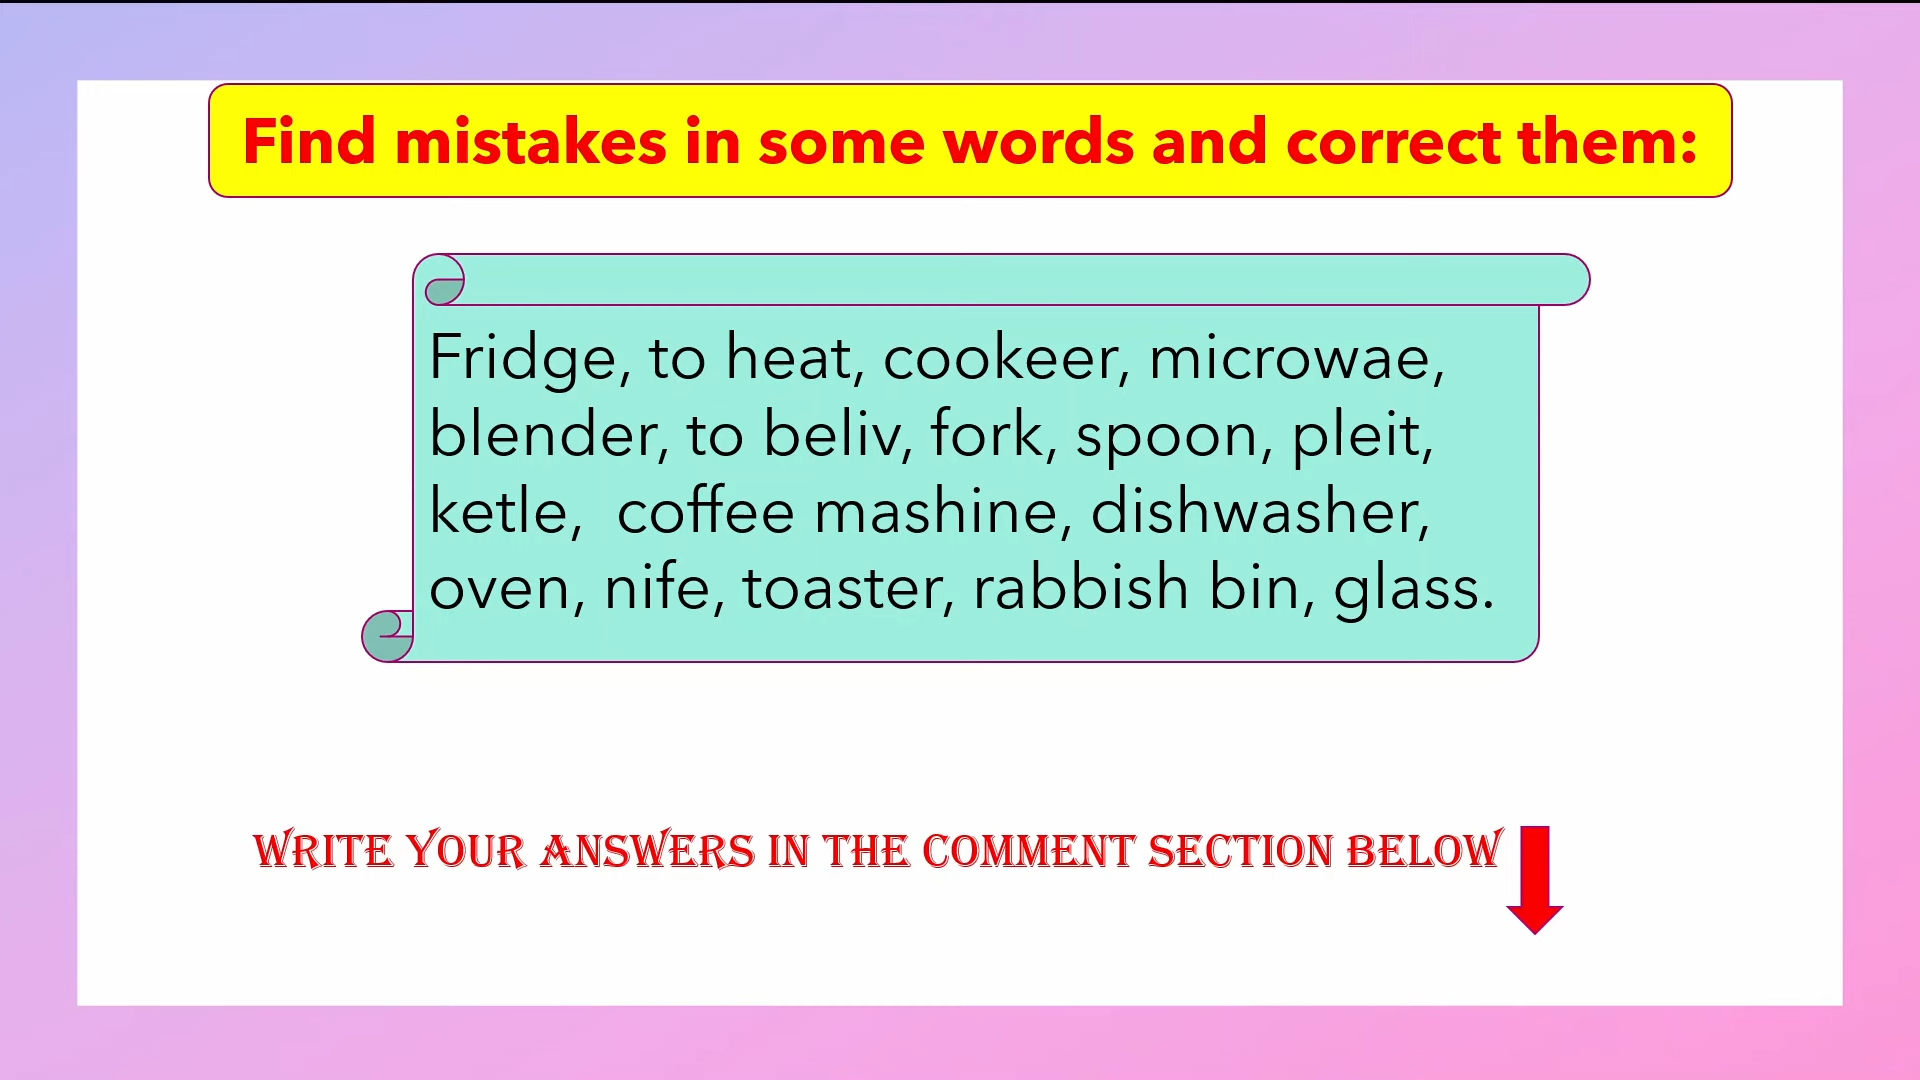 Find mistakes in some words and correct them:
Fridge, to heat, cookeer, microwae,
blender, to beliv, fork, spoon, pleit,
ketle,  coffee mashine, dishwasher,
oven, nife, toaster, rabbish bin, glass.
WRITE YOUR ANSWERS IN THE COMMENT SECTION BELOW